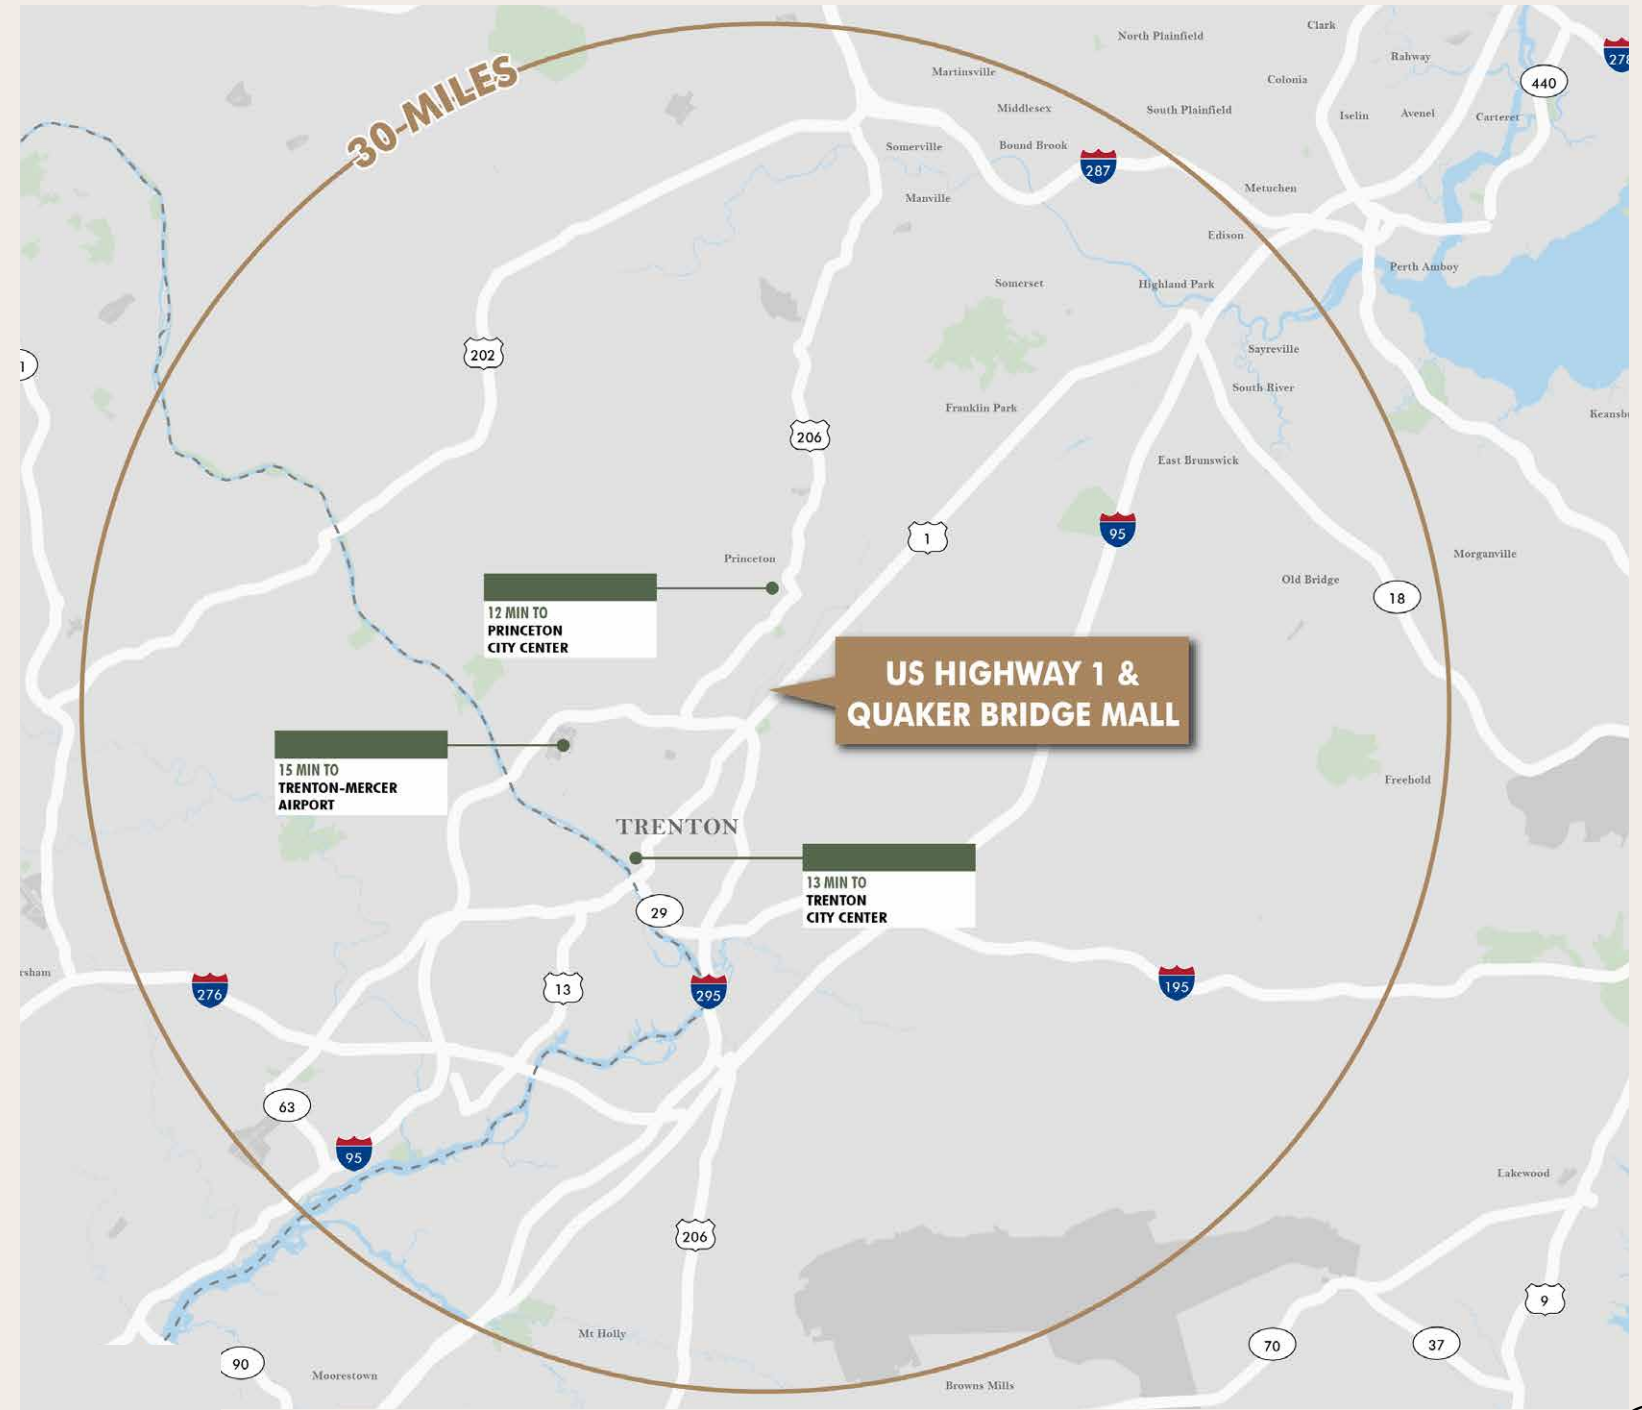 Clark
North Plainfield
Rahway
278
Martinsville
Colonia
440
30-MILES
Middlesex
South Plainfield
Iselin
Avenel
Carteret
Somerville
Bound Brook
287
Metuchen
Manville
Edison
Perth Amboy
Somerset
Highland Park
Sayreville
202
1
South River
Franklin Park
Keansb
206
East Brunswick
1
95
Princeton
Morganville
Old Bridge
18
12 MIN TO
PRINCETON
CITY CENTER
US HIGHWAY 1 &
QUAKER BRIDGE MALL
15 MIN TO
TRENTON-MERCER
AIRPORT
Freehold
TRENTON
13 MIN TO
TRENTON
CITY CENTER
29
rsham
276
13
295
195
63
95
Lakewood
206
9
Mt Holly
70
37
90
Moorestown
Browns Mills